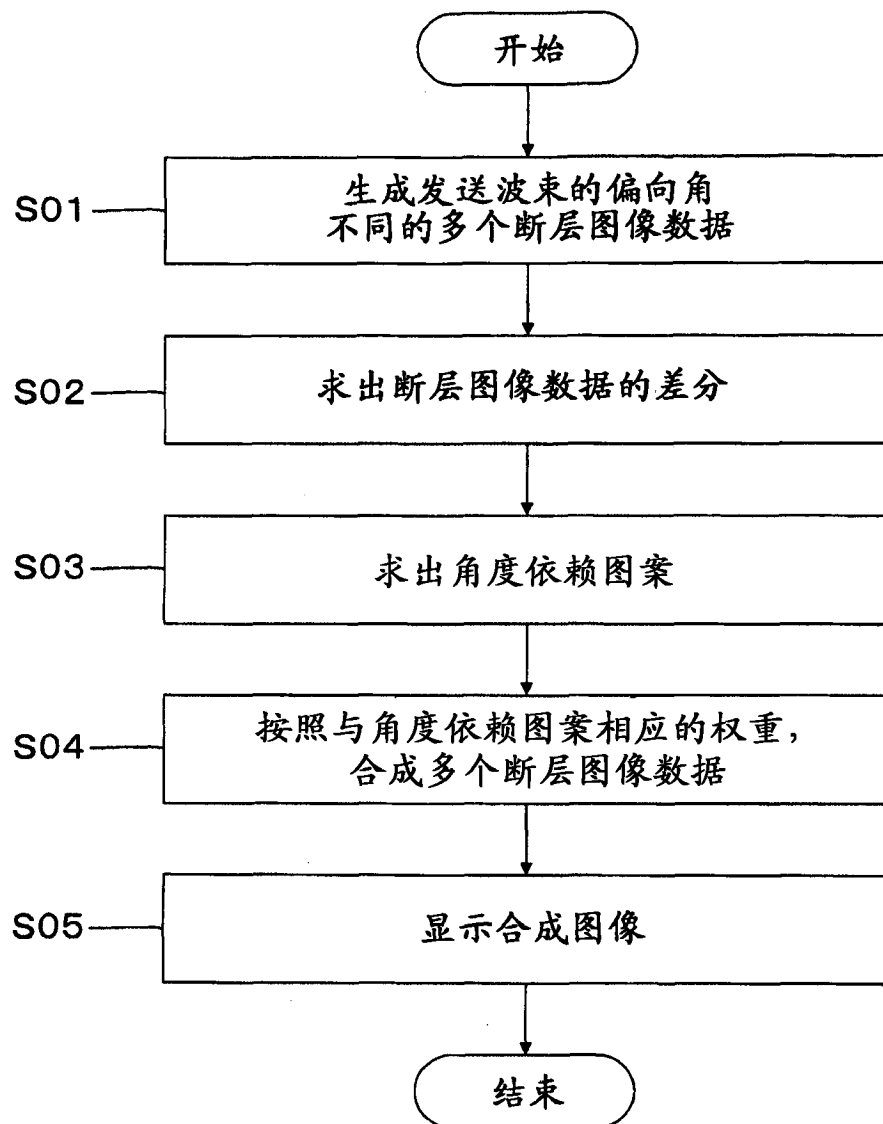 开始
S01
生成发送波束的偏向角
不同的多个断层图像数据
S02
求出断层图像数据的差分
S03
求出角度依赖图案
S04
按照与角度依赖图案相应的权重，
合成多个断层图像数据
S05
显示合成图像
结束